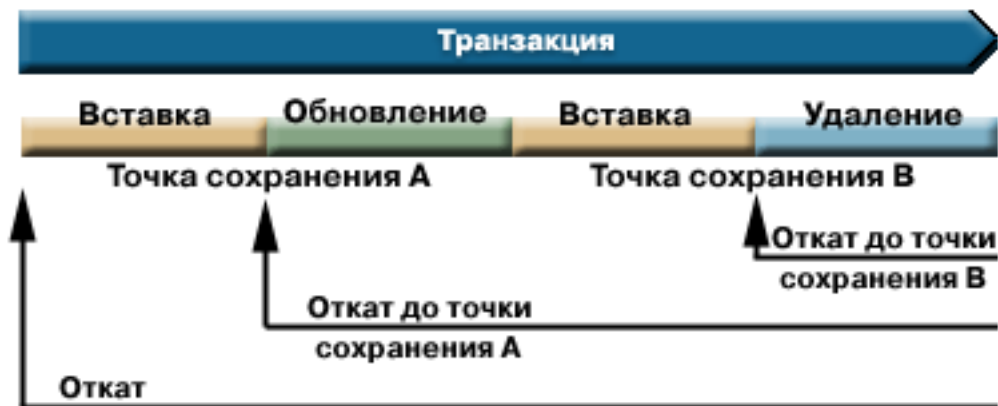 Транзакция
Вставка Обновление Вставка Удаление
Точка сохранения А Точка сохранения В
Откат до точки
сохранения В
Откат до точки
сохранения А
Откат